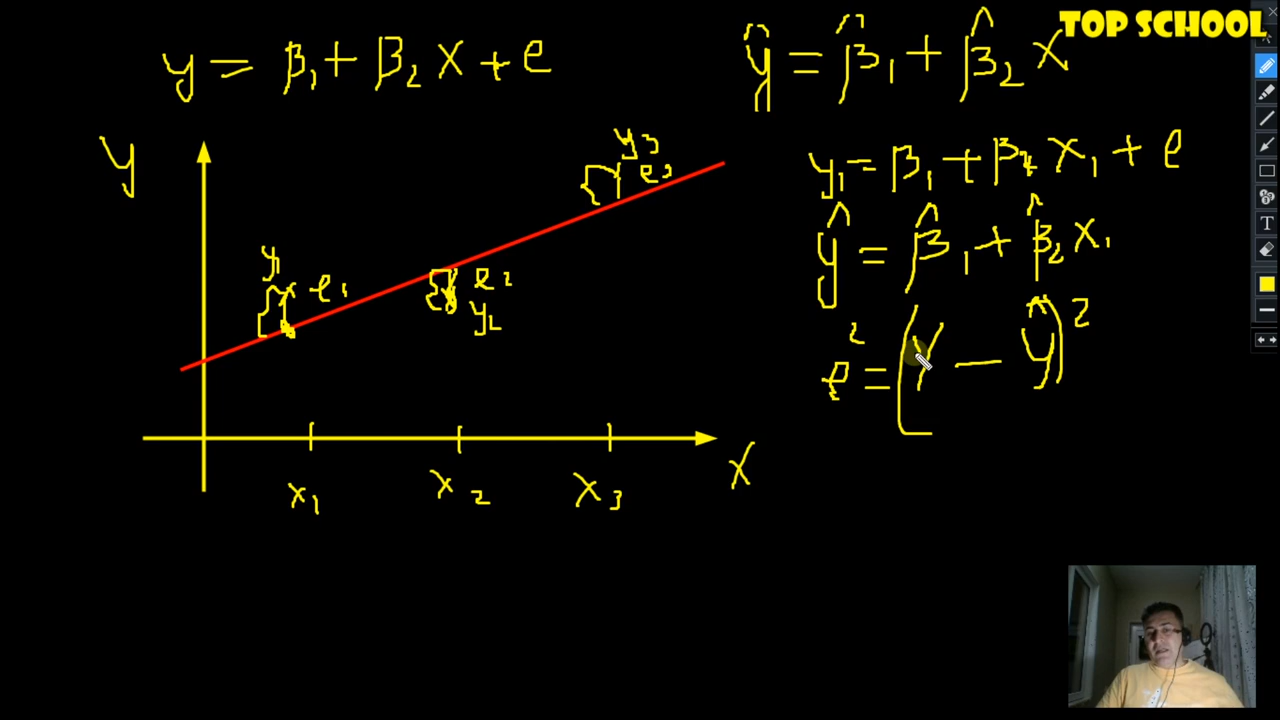 TOP SCHOOL
y = β₁ + β₂ x + e
ŷ = β̂₁ + β̂₂ x
y₁ = β₁ + β₂ x₁ + e
ŷ = β̂₁ + β̂₂ x₁
e² = (y − ŷ)²
y
y₃
e₃
y₁
e₁
e₂
y₂
x
x₁ x₂ x₃
T